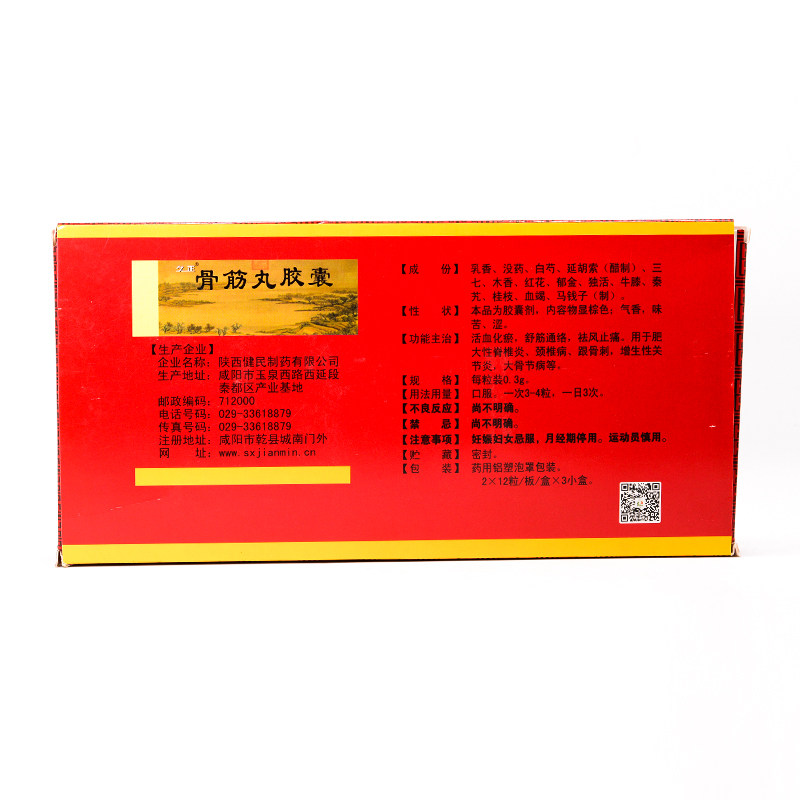 骨筋丸胶囊
【生产企业】
企业名称：陕西健民制药有限公司
生产地址：咸阳市玉泉西路西延段
秦都区产业基地
邮政编码：712000
电话号码：029-33618879
传真号码：029-33618879
注册地址：咸阳市乾县城南门外
网 址：www.sxjianmin.cn
【成 份】 乳香、没药、白芍、延胡索（醋制）、三
七、木香、红花、郁金、独活、牛膝、秦
艽、桂枝、血竭、马钱子（制）。
【性 状】 本品为胶囊剂，内容物显棕色；气香，味
苦、涩。
【功能主治】 活血化瘀，舒筋通络，祛风止痛。用于肥
大性脊椎炎、颈椎病、跟骨刺，增生性关
节炎，大骨节病等。
【规 格】 每粒装0.3g。
【用法用量】 口服，一次3-4粒，一日3次。
【不良反应】 尚不明确。
【禁 忌】 尚不明确。
【注意事项】 妊娠妇女忌服，月经期停用。运动员慎用。
【贮 藏】 密封。
【包 装】 药用铝塑泡罩包装。
2×12粒/板/盒×3小盒。